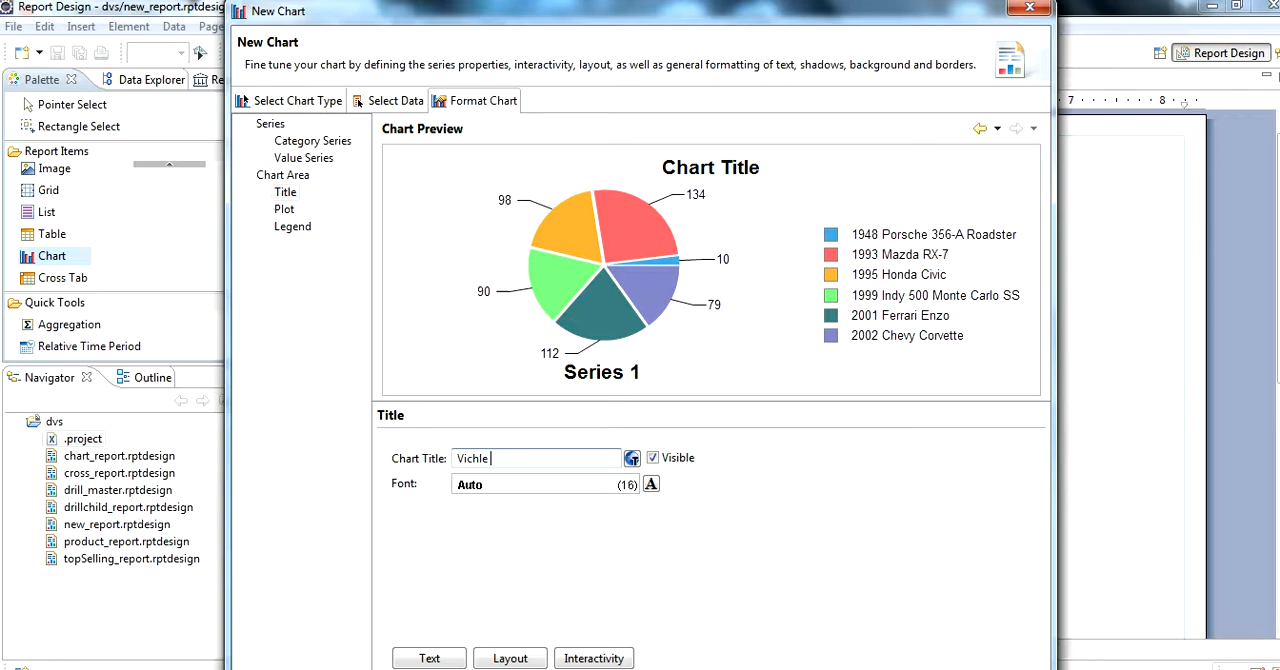 Report Design - dvs/new_report.rptdesig
File Edit Insert Element Data Page
Palette
Data Explorer
Re
Pointer Select
Rectangle Select
Report Items
Image
Grid
List
Table
Chart
Cross Tab
Quick Tools
Aggregation
Relative Time Period
Navigator
Outline
dvs
.project
chart_report.rptdesign
cross_report.rptdesign
drill_master.rptdesign
drillchild_report.rptdesign
new_report.rptdesign
product_report.rptdesign
topSelling_report.rptdesign
New Chart
New Chart
Fine tune your chart by defining the series properties, interactivity, layout, as well as general formatting of text, shadows, background and borders.
Select Chart Type
Select Data
Format Chart
Series
Category Series
Value Series
Chart Area
Title
Plot
Legend
Chart Preview
Chart Title
98
134
10
90
79
112
Series 1
1948 Porsche 356-A Roadster
1993 Mazda RX-7
1995 Honda Civic
1999 Indy 500 Monte Carlo SS
2001 Ferrari Enzo
2002 Chevy Corvette
Title
Chart Title: Vichle
Visible
Font: Auto (16) A
Text
Layout
Interactivity
Report Design
7 8